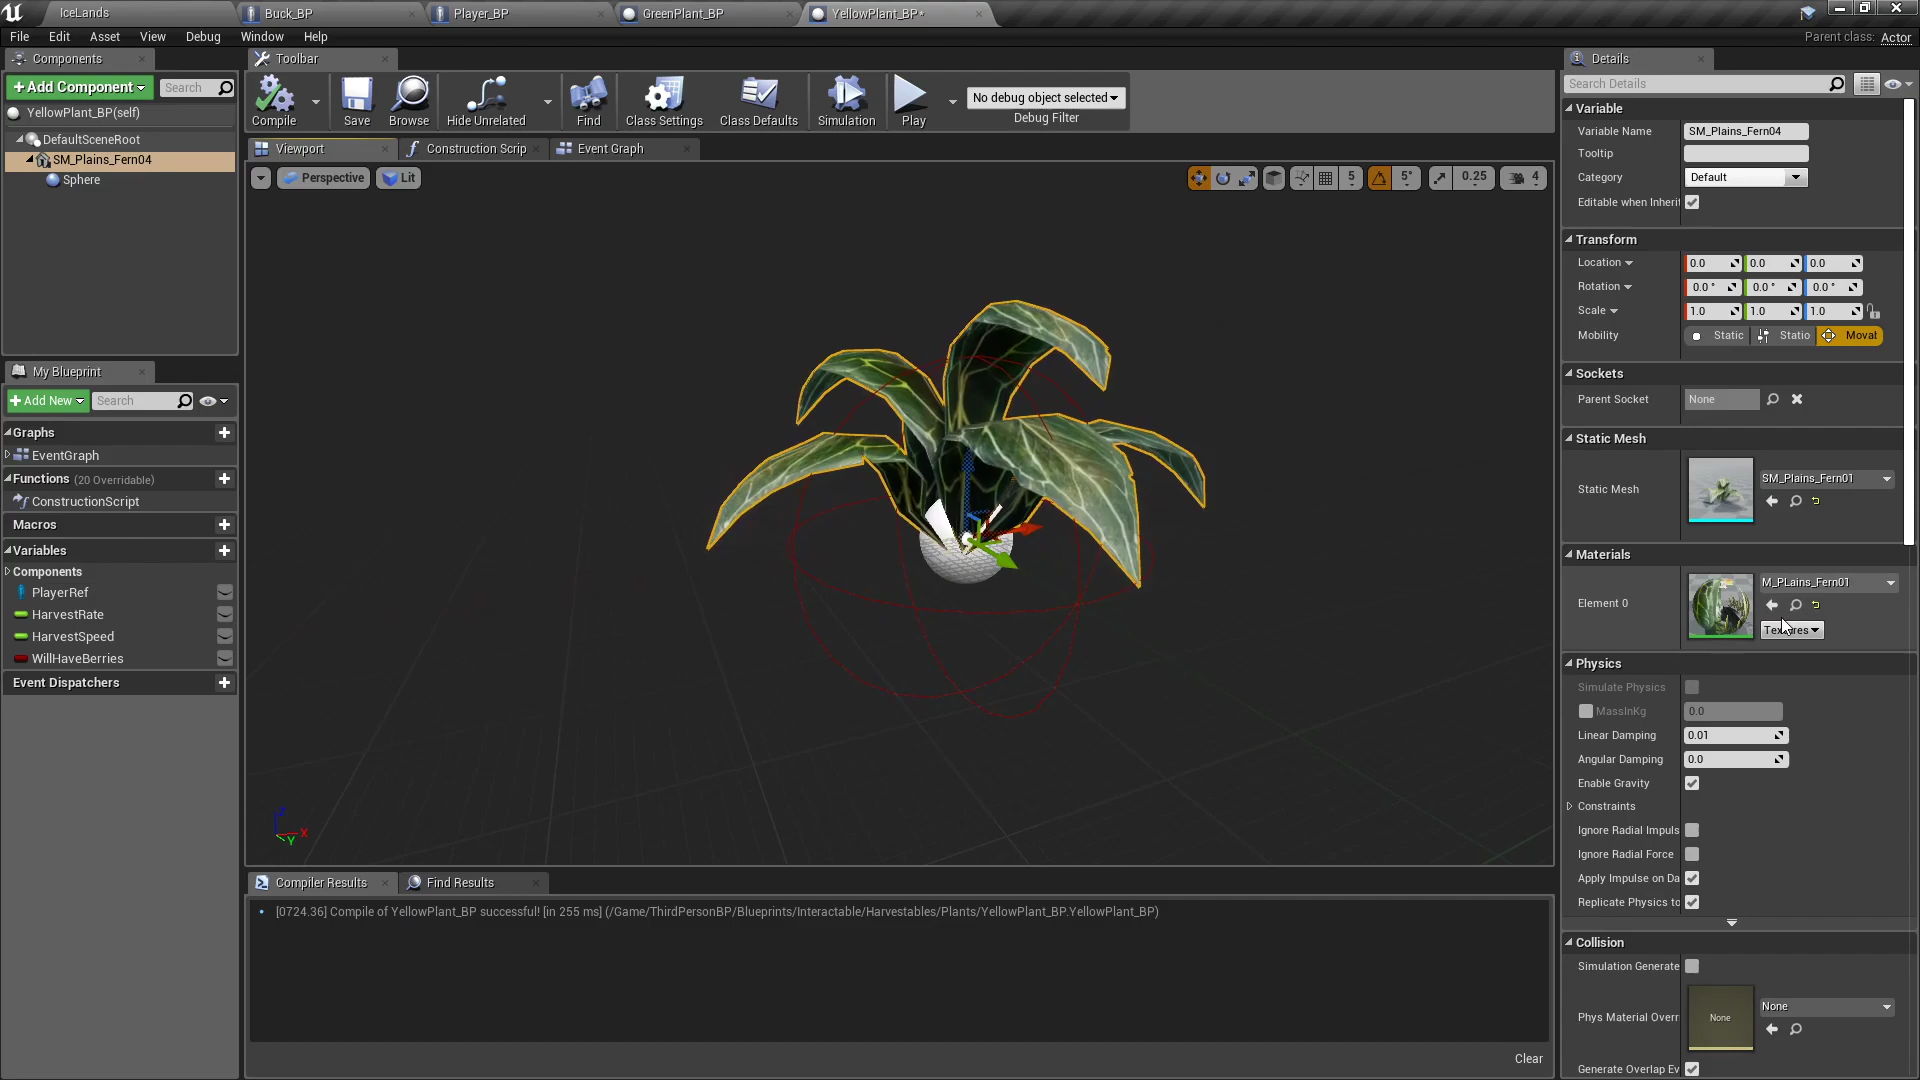 IceLands
Buck_BP
Player_BP
GreenPlant_BP
YellowPlant_BP*
File Edit Asset View Debug Window Help
Parent class: Actor
Components
+Add Component
Search
YellowPlant_BP(self)
DefaultSceneRoot
SM_Plains_Fern04
Sphere
Toolbar
Compile
Save
Browse
Hide Unrelated
Find
Class Settings
Class Defaults
Simulation
Play
No debug object selected
Debug Filter
Viewport
Construction Scrip
Event Graph
Perspective
Lit
5
5°
0.25
4
X
Y
My Blueprint
+Add New
Search
Graphs
EventGraph
Functions (20 Overridable)
ConstructionScript
Macros
Variables
Components
PlayerRef
HarvestRate
HarvestSpeed
WillHaveBerries
Event Dispatchers
Compiler Results
Find Results
[0724.36] Compile of YellowPlant_BP successful! [in 255 ms] (/Game/ThirdPersonBP/Blueprints/Interactable/Harvestables/Plants/YellowPlant_BP.YellowPlant_BP)
Clear
Details
Search Details
Variable
Variable Name SM_Plains_Fern04
Tooltip
Category Default
Editable when Inherit
Transform
Location 0.0 0.0 0.0
Rotation 0.0 ° 0.0 ° 0.0 °
Scale 1.0 1.0 1.0
Mobility Static Statio Movat
Sockets
Parent Socket None
Static Mesh
Static Mesh SM_Plains_Fern01
Materials
Element 0 M_PLains_Fern01
Physics
Simulate Physics
MassInKg 0.0
Linear Damping 0.01
Angular Damping 0.0
Enable Gravity
Constraints
Ignore Radial Impuls
Ignore Radial Force
Apply Impulse on Da
Replicate Physics to
Collision
Simulation Generate
Phys Material Overr None None
Generate Overlap Ev